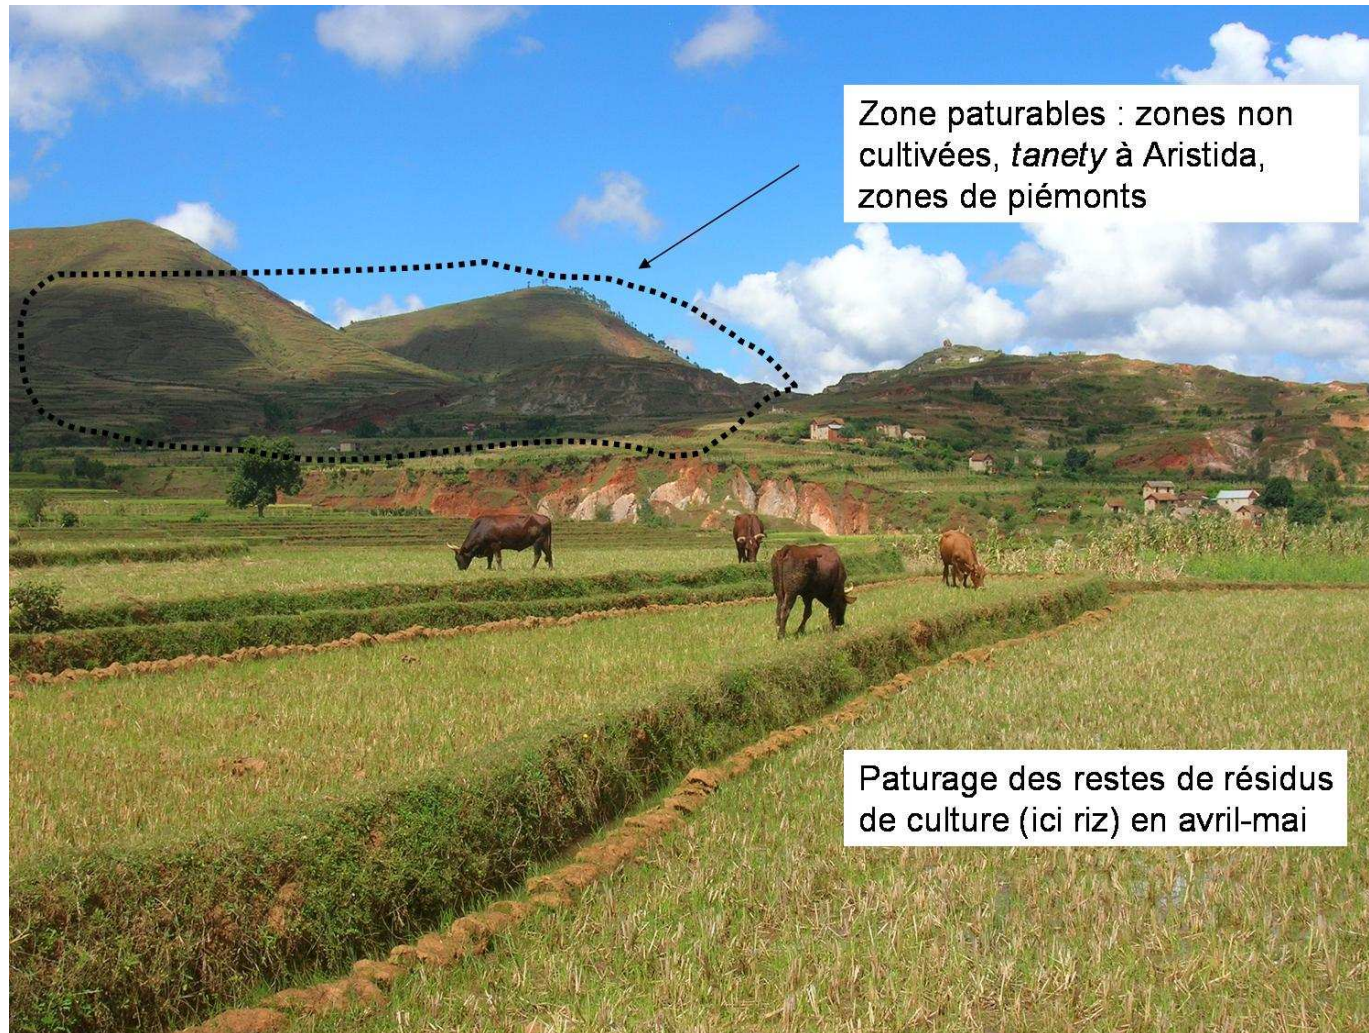 Zone paturables : zones non
cultivées, tanety à Aristida,
zones de piémonts
Paturage des restes de résidus
de culture (ici riz) en avril-mai